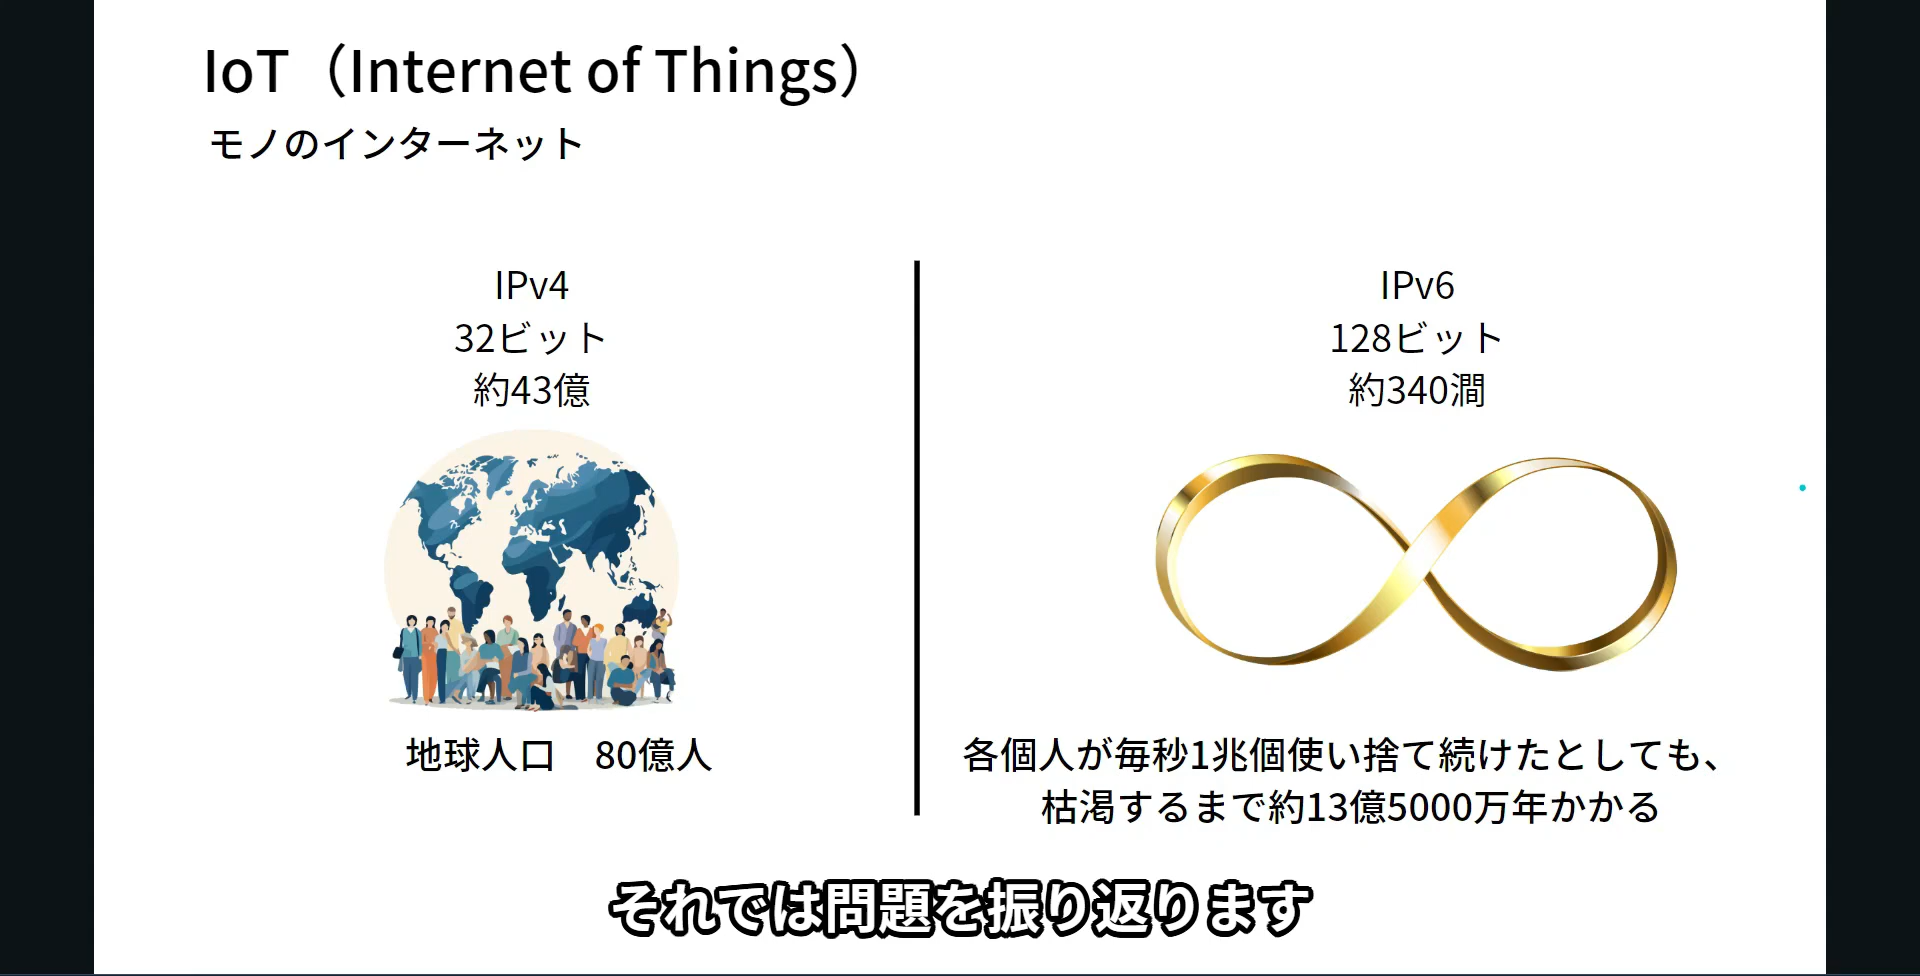 IoT（Internet of Things）
モノのインターネット
IPv4
32ビット
約43億
地球人口　80億人
IPv6
128ビット
約340澗
各個人が毎秒1兆個使い捨て続けたとしても、
枯渇するまで約13億5000万年かかる
それでは問題を振り返ります